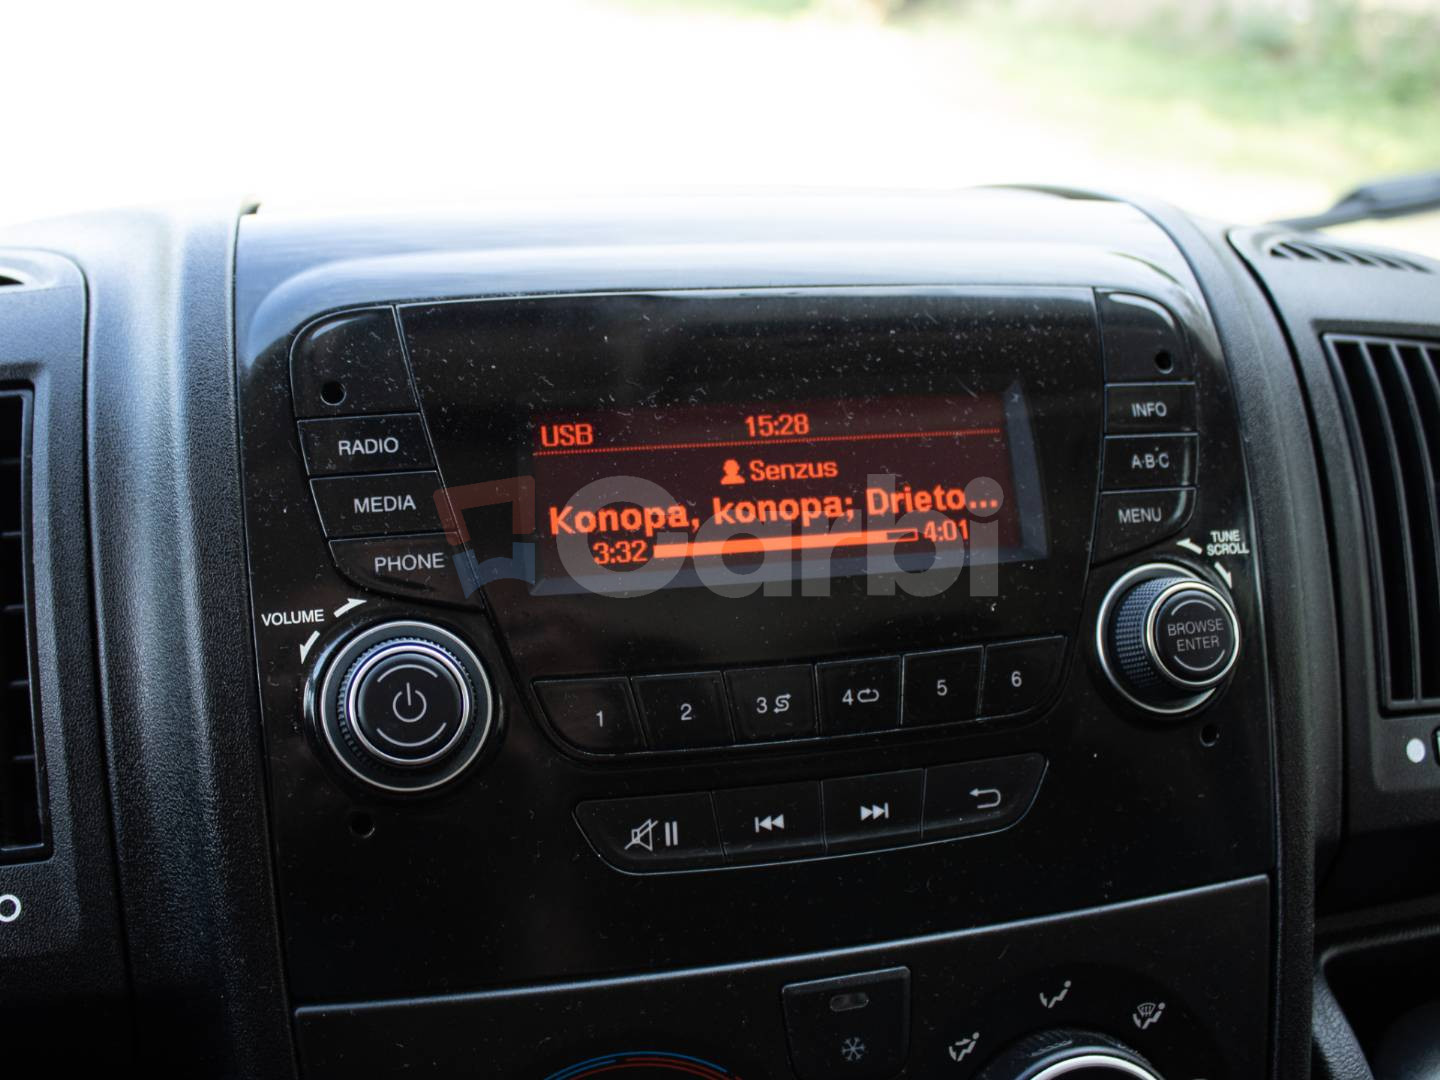 USB 15:28
Senzus
Konopa, konopa; Drieto...
3:32 4:01
Garbi
RADIO
MEDIA
PHONE
VOLUME
INFO
A·B·C
MENU
TUNE
SCROLL
BROWSE
ENTER
1 2 3 4 5 6